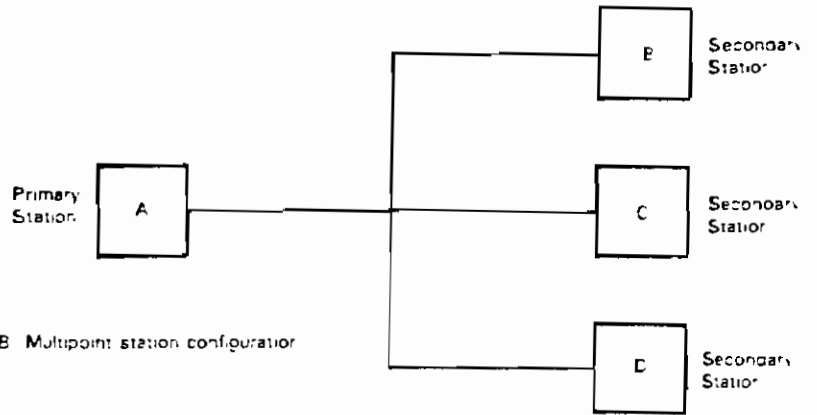 B
Secondary
Station
Primary
Station
A
C
Secondary
Station
B Multipoint station configuration
D
Secondary
Station